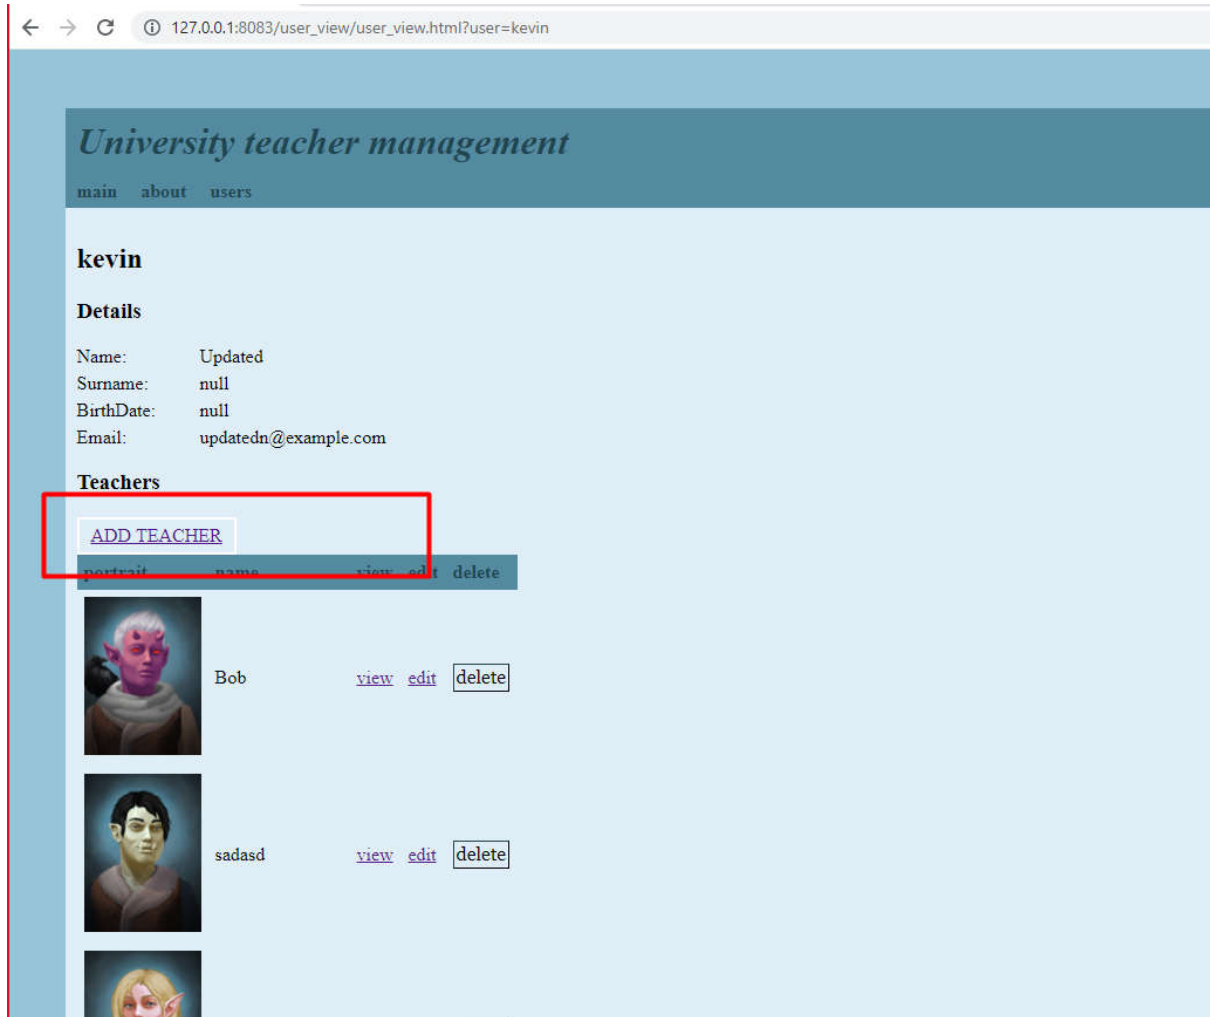 127.0.0.1:8083/user_view/user_view.html?user=kevin
University teacher management
main about users
kevin
Details
Name: Updated
Surname: null
BirthDate: null
Email: updatedn@example.com
Teachers
ADD TEACHER
portrait name view edit delete
Bob view edit delete
sadasd view edit delete